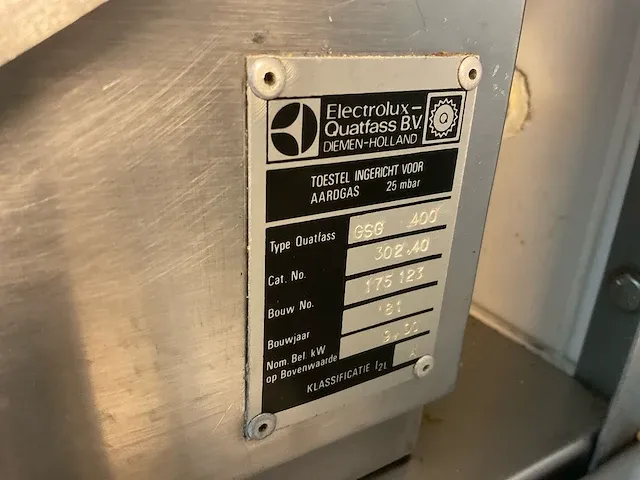 Electrolux-
Quatfass B.V.
DIEMEN-HOLLAND
TOESTEL INGERICHT VOOR
AARDGAS 25 mbar
Type Quatfass GSG 400
Cat. No. 302.40
Bouw No. 175 123
Bouwjaar '81
Nom. Bel. kW
op Bovenwaarde
KLASSIFICATIE I2L